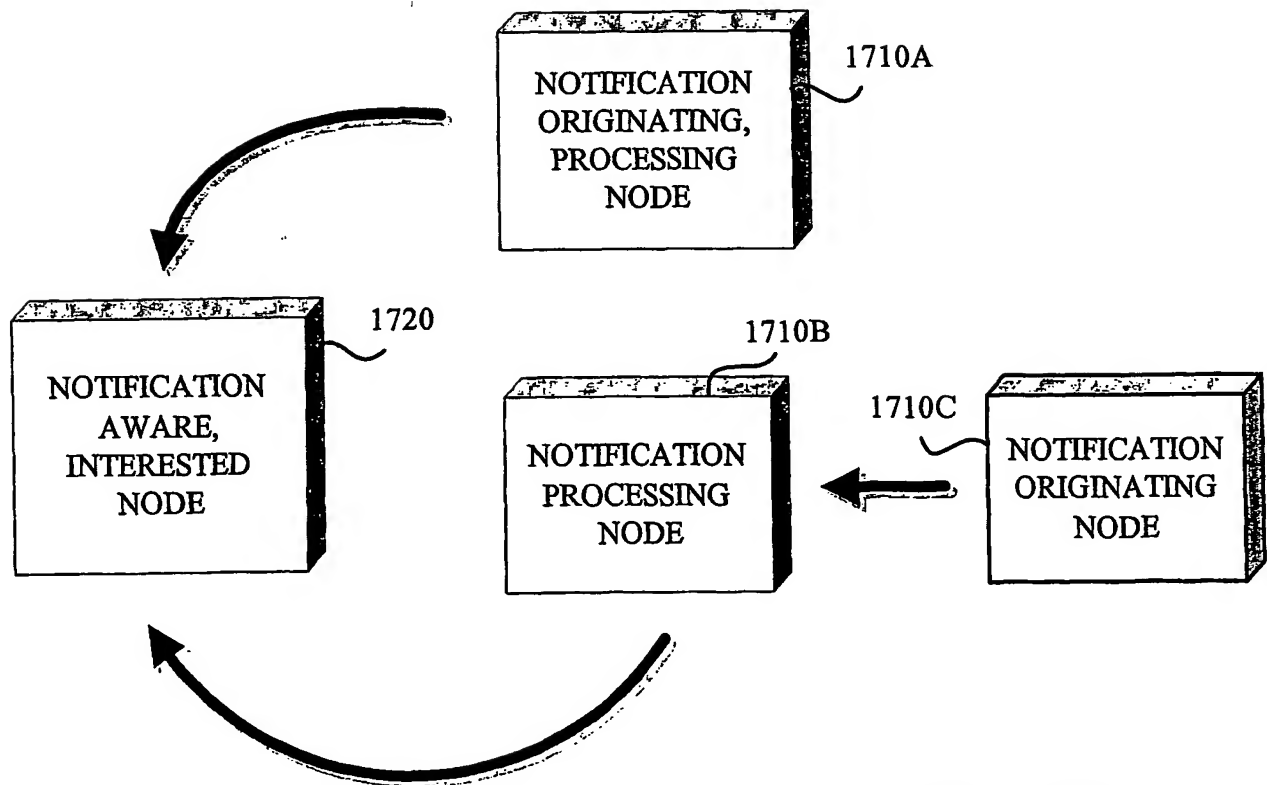 NOTIFICATION
ORIGINATING,
PROCESSING
NODE
1710A
NOTIFICATION
AWARE,
INTERESTED
NODE
1720
NOTIFICATION
PROCESSING
NODE
1710B
NOTIFICATION
ORIGINATING
NODE
1710C